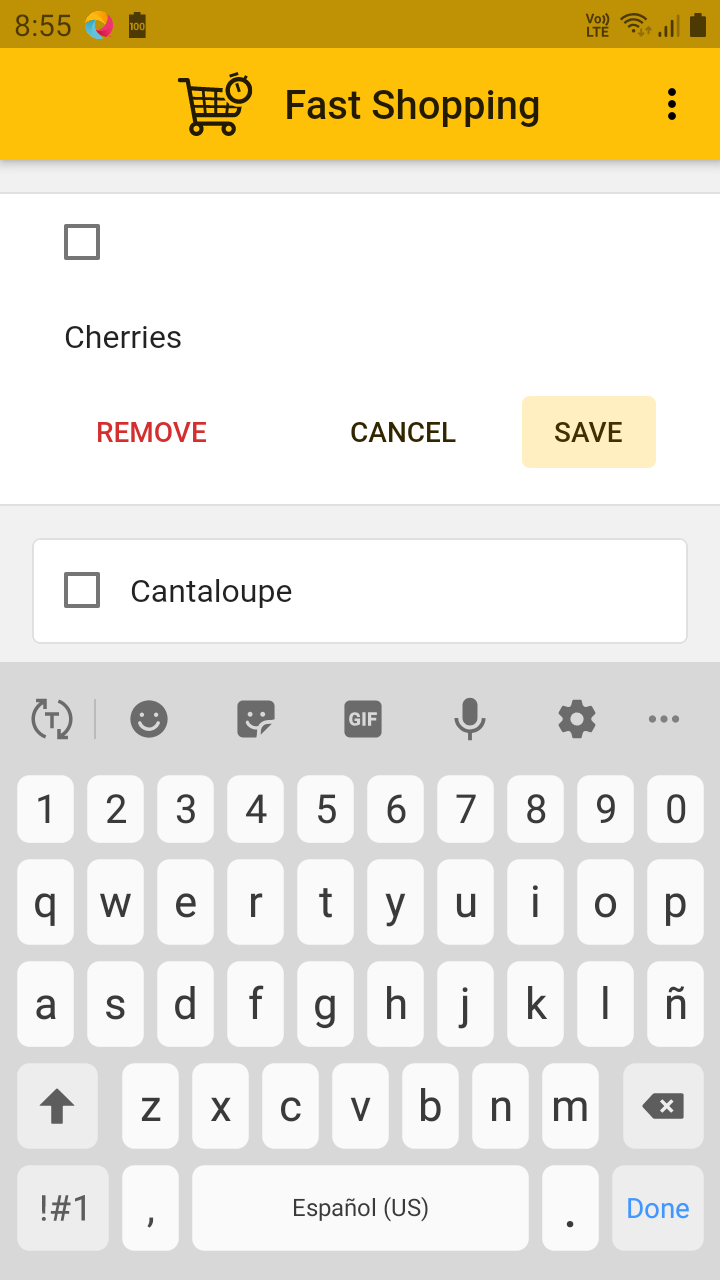 8:55 100 Vo)) LTE
Fast Shopping
Cherries
REMOVE CANCEL SAVE
Cantaloupe
T GIF
1 2 3 4 5 6 7 8 9 0
q w e r t y u i o p
a s d f g h j k l ñ
z x c v b n m
!#1 , Español (US) . Done